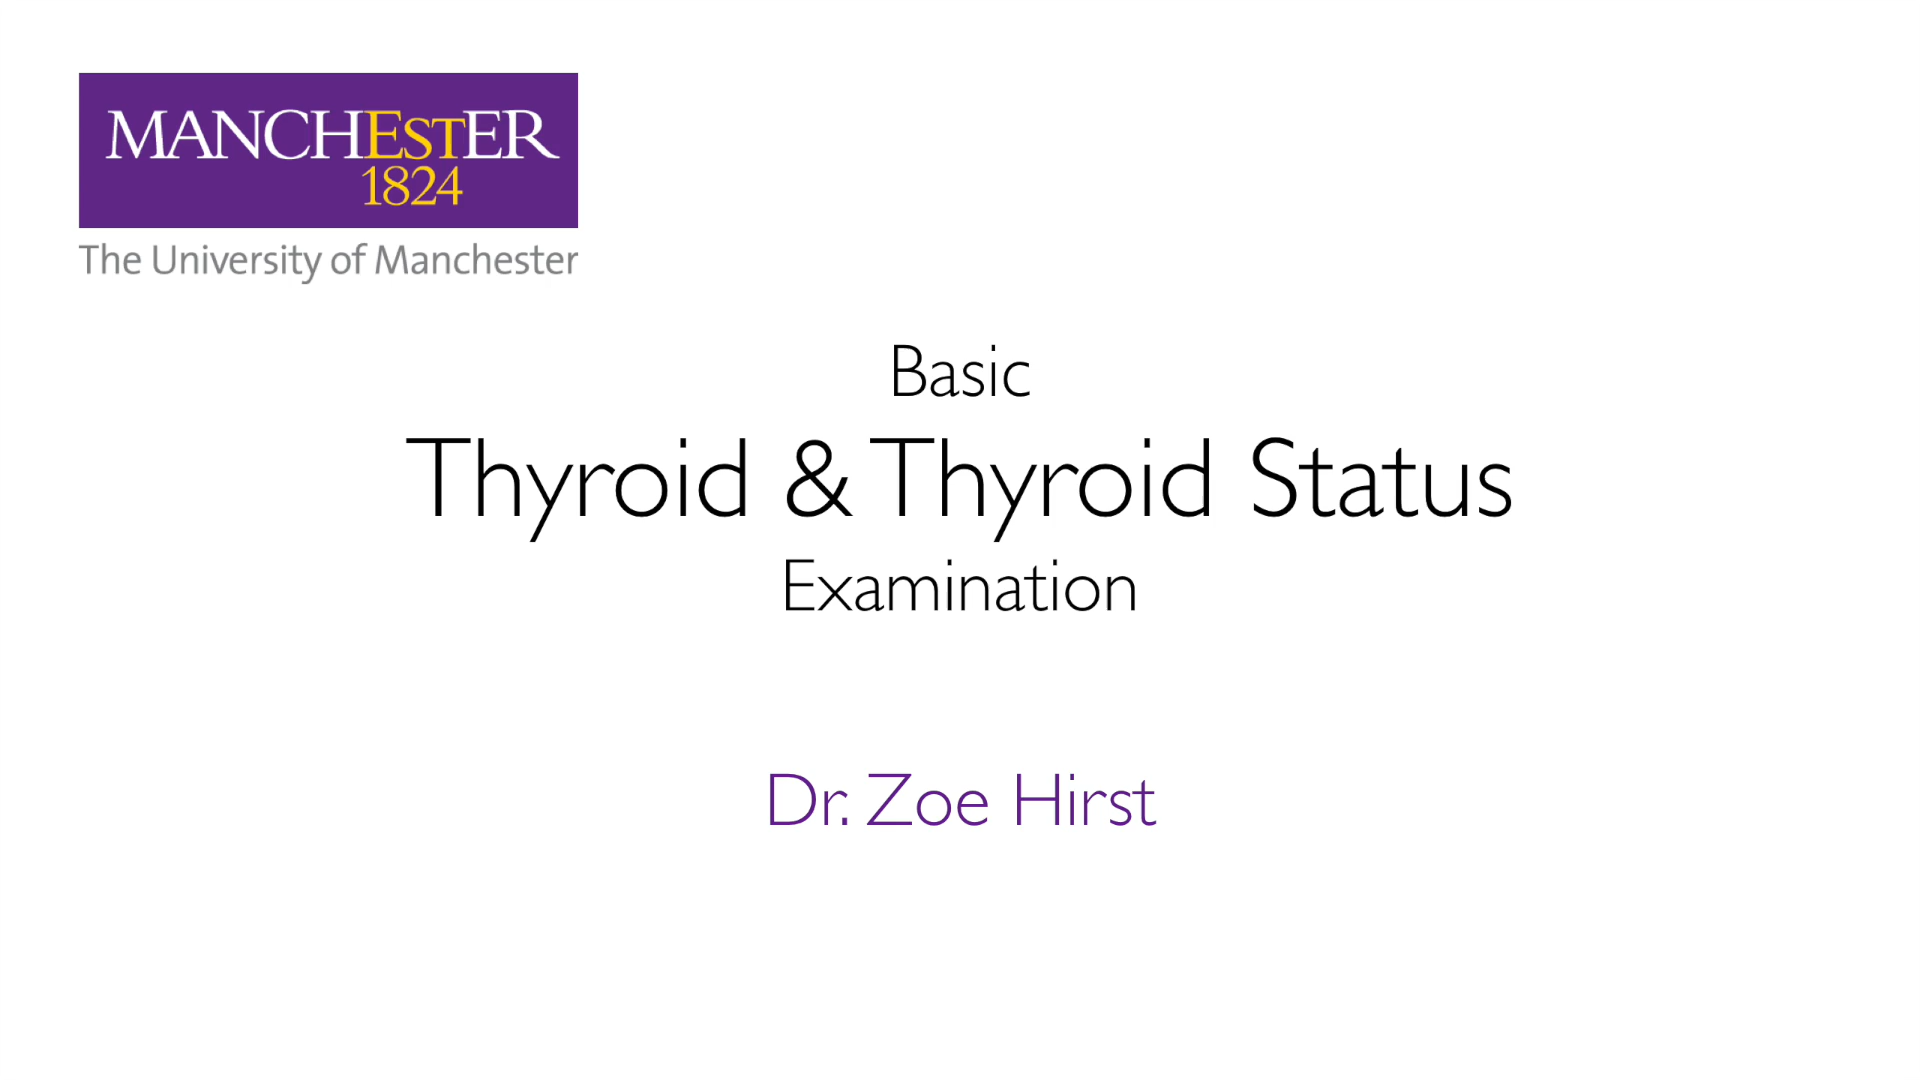 MANCHESTER
1824
The University of Manchester
Basic
Thyroid & Thyroid Status
Examination
Dr. Zoe Hirst